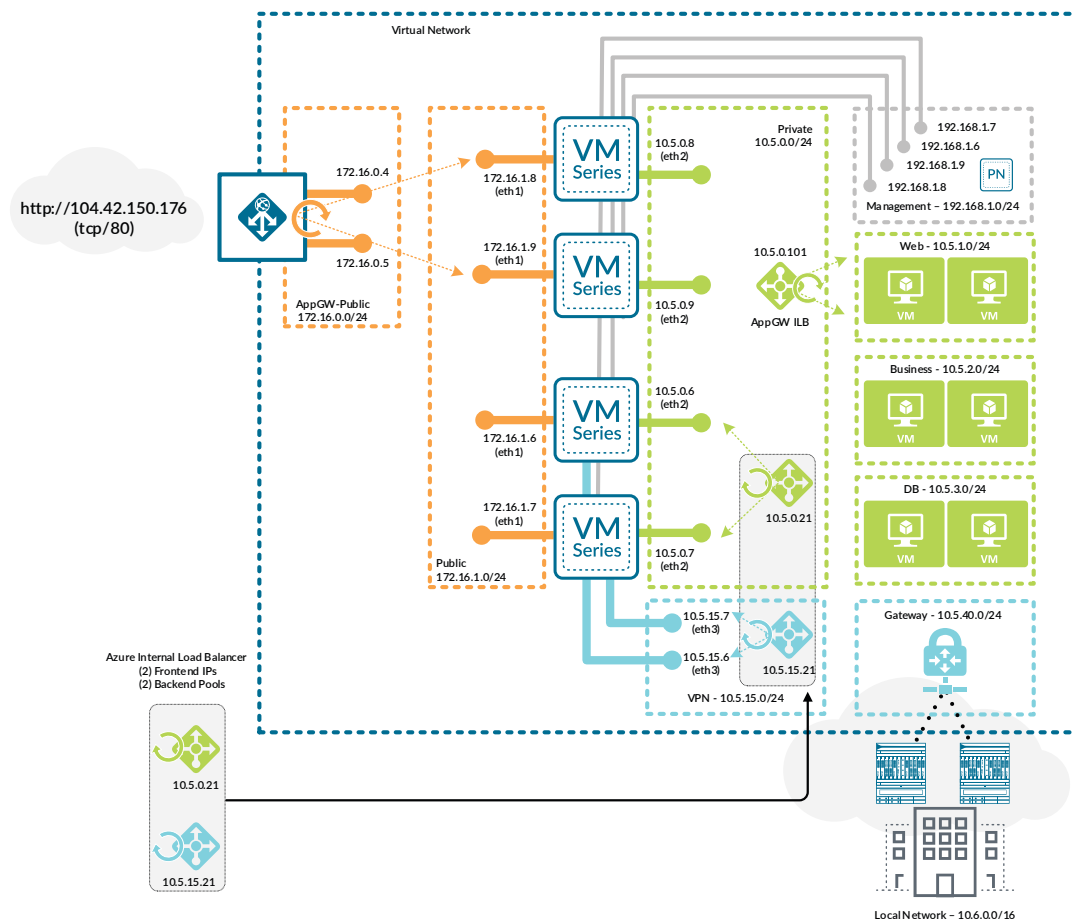 Virtual Network
http://104.42.150.176
(tcp/80)
172.16.0.4
172.16.0.5
AppGW-Public
172.16.0.0/24
172.16.1.8
(eth1)
172.16.1.9
(eth1)
172.16.1.6
(eth1)
172.16.1.7
(eth1)
Public
172.16.1.0/24
VM
Series
VM
Series
VM
Series
VM
Series
Private
10.5.0.0/24
10.5.0.8
(eth2)
10.5.0.9
(eth2)
10.5.0.101
AppGW ILB
10.5.0.6
(eth2)
10.5.0.21
10.5.0.7
(eth2)
10.5.15.7
(eth3)
10.5.15.6
(eth3)
10.5.15.21
VPN - 10.5.15.0/24
192.168.1.7
192.168.1.6
192.168.1.9
192.168.1.8
PN
Management – 192.168.1.0/24
Web - 10.5.1.0/24
VM
VM
Business - 10.5.2.0/24
VM
VM
DB - 10.5.3.0/24
VM
VM
Gateway - 10.5.40.0/24
Azure Internal Load Balancer
(2) Frontend IPs
(2) Backend Pools
10.5.0.21
10.5.15.21
Local Network – 10.6.0.0/16